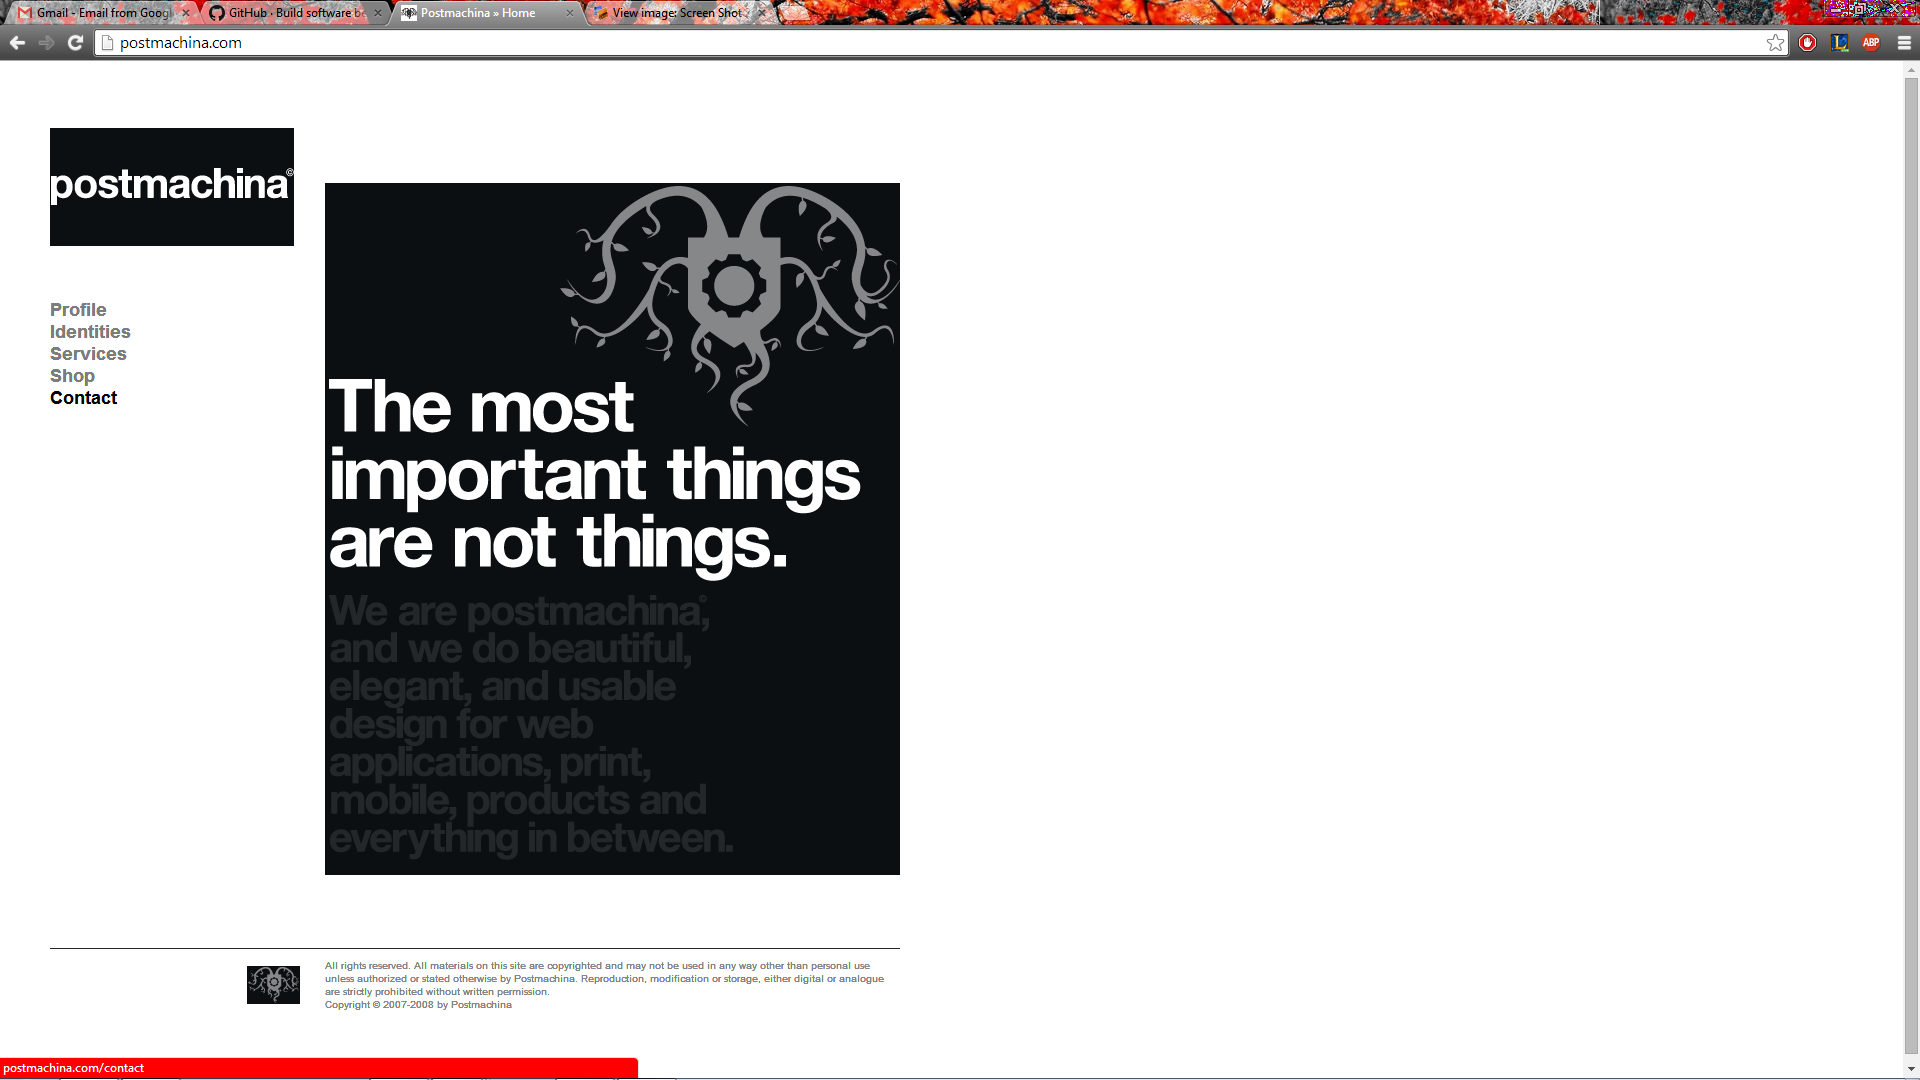 Gmail - Email from Googl
GitHub · Build software be
Postmachina » Home
View image: Screen Shot
postmachina.com
L
ABP
postmachina©
Profile
Identities
Services
Shop
Contact
The most
important things
are not things.
We are postmachina©,
and we do beautiful,
elegant, and usable
design for web
applications, print,
mobile, products and
everything in between.
All rights reserved. All materials on this site are copyrighted and may not be used in any way other than personal use
unless authorized or stated otherwise by Postmachina. Reproduction, modification or storage, either digital or analogue
are strictly prohibited without written permission.
Copyright © 2007-2008 by Postmachina
postmachina.com/contact